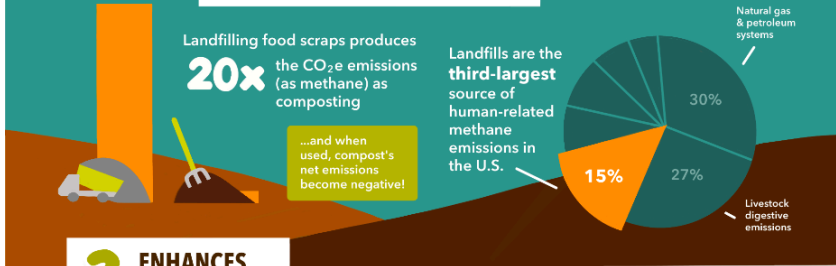 Landfilling food scraps produces
20x
the CO₂e emissions
(as methane) as
composting
...and when
used, compost's
net emissions
become negative!
Landfills are the
third-largest
source of
human-related
methane
emissions in
the U.S.
Natural gas
& petroleum
systems
30%
27%
15%
Livestock
digestive
emissions
ENHANCES